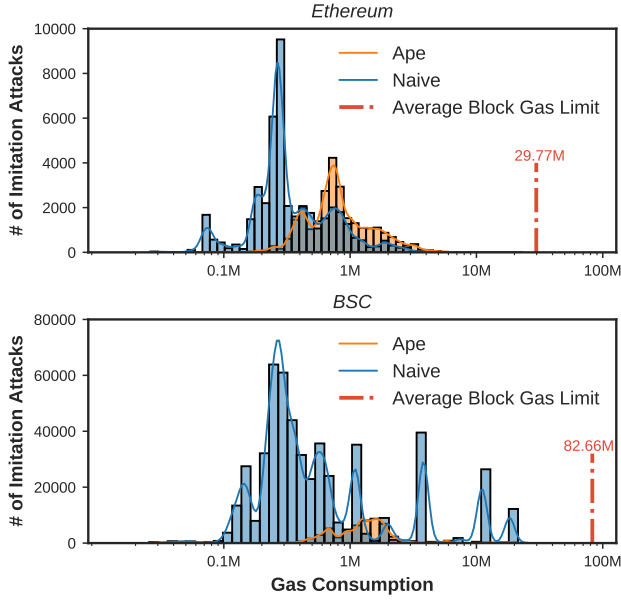 Ethereum
# of Imitation Attacks
10000
8000
6000
4000
2000
0
Ape
Naive
Average Block Gas Limit
29.77M
0.1M 1M 10M 100M
BSC
# of Imitation Attacks
80000
60000
40000
20000
0
Ape
Naive
Average Block Gas Limit
82.66M
0.1M 1M 10M 100M
Gas Consumption